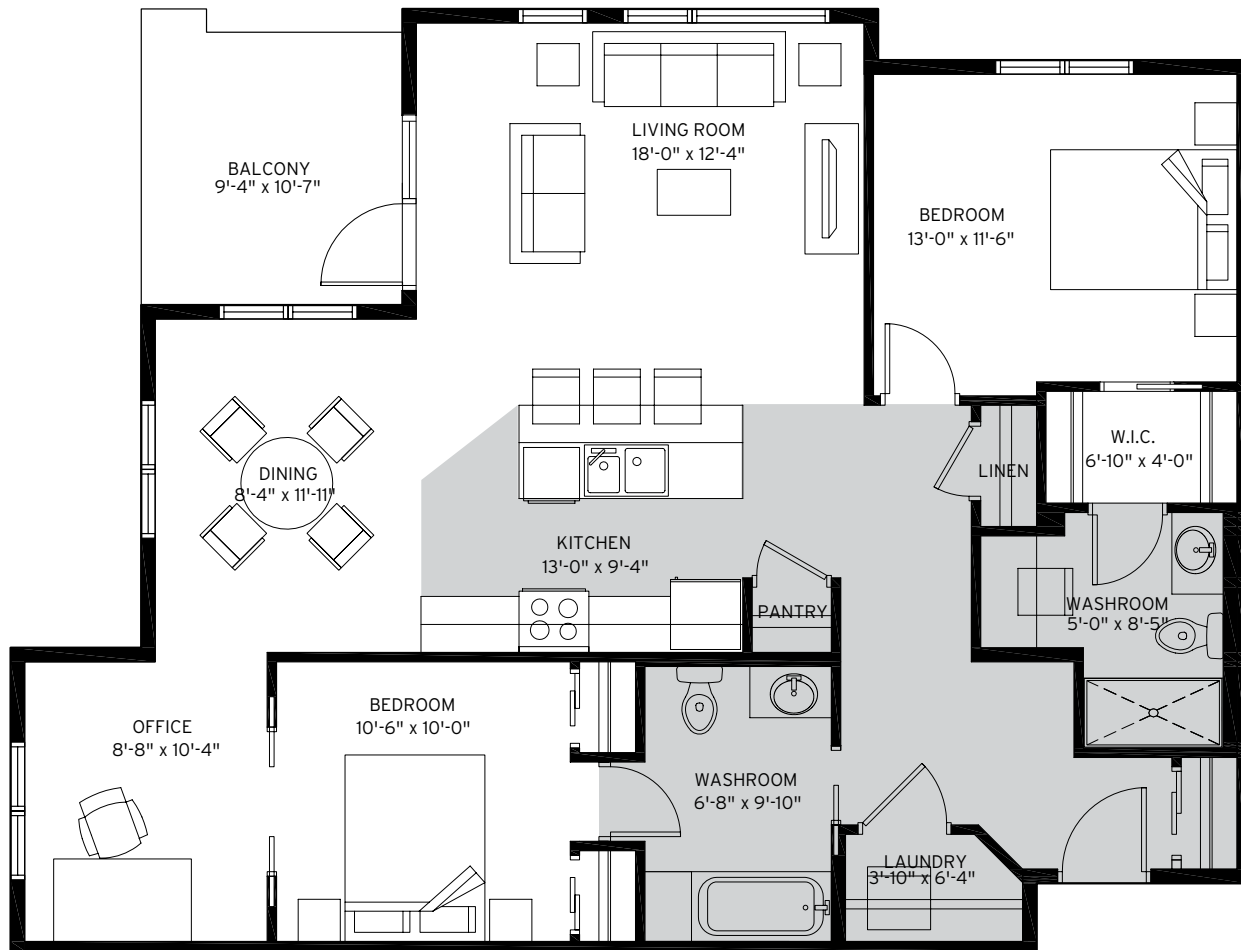 LIVING ROOM
18'-0" x 12'-4"
BALCONY
9'-4" x 10'-7"
BEDROOM
13'-0" x 11'-6"
W.I.C.
6'-10" x 4'-0"
LINEN
DINING
8'-4" x 11'-11"
KITCHEN
13'-0" x 9'-4"
PANTRY
WASHROOM
5'-0" x 8'-5"
OFFICE
8'-8" x 10'-4"
BEDROOM
10'-6" x 10'-0"
WASHROOM
6'-8" x 9'-10"
LAUNDRY
3'-10" x 6'-4"